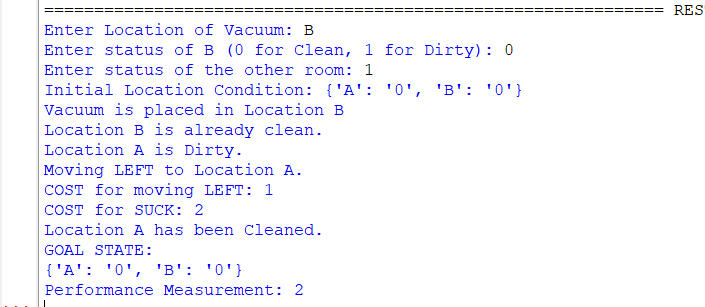 ============================================================== RES
Enter Location of Vacuum: B
Enter status of B (0 for Clean, 1 for Dirty): 0
Enter status of the other room: 1
Initial Location Condition: {'A': '0', 'B': '0'}
Vacuum is placed in Location B
Location B is already clean.
Location A is Dirty.
Moving LEFT to Location A.
COST for moving LEFT: 1
COST for SUCK: 2
Location A has been Cleaned.
GOAL STATE:
{'A': '0', 'B': '0'}
Performance Measurement: 2